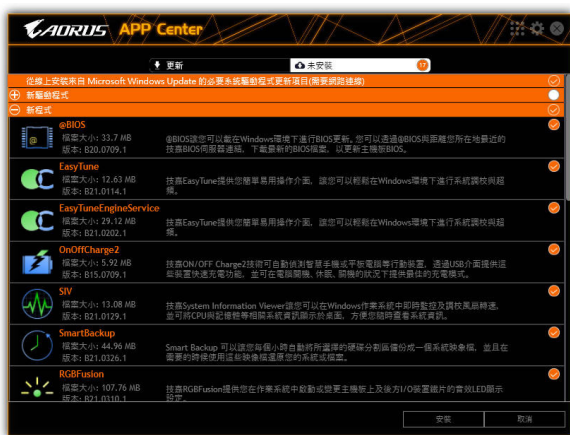 AORUS APP Center
更新
未安裝 17
從線上安裝來自 Microsoft Windows Update 的必要系統驅動程式更新項目(需要網路連線)
新驅動程式
新程式
@BIOS
檔案大小: 33.7 MB
版本: B20.0709.1
@BIOS讓您可以載在Windows環境下進行BIOS更新。您可以透過@BIOS與距離您所在地最近的
技嘉BIOS伺服器連結，下載最新的BIOS檔案，以更新主機板BIOS。
EasyTune
檔案大小: 12.63 MB
版本: B21.0114.1
技嘉EasyTune提供您簡單易用操作介面，讓您可以輕鬆在Windows環境下進行系統調校與超
頻。
EasyTuneEngineService
檔案大小: 29.12 MB
版本: B21.0202.1
技嘉EasyTune提供您簡單易用操作介面，讓您可以輕鬆在Windows環境下進行系統調校與超
頻。
OnOffCharge2
檔案大小: 5.92 MB
版本: B15.0709.1
技嘉ON/OFF Charge2技術可自動偵測智慧手機或平板電腦等行動裝置，透過USB介面提供這
些裝置快速充電功能，並可在電腦開機、休眠、關機的狀況下提供最佳的充電模式。
SIV
檔案大小: 13.08 MB
版本: B21.0129.1
技嘉System Information Viewer讓您可以在Windows作業系統中即時監控及調校風扇轉速，
並可將CPU與記憶體等相關系統資訊顯示於桌面，方便您隨時查看系統資訊。
SmartBackup
檔案大小: 44.96 MB
版本: B21.0326.1
Smart Backup 可以讓您每個小時自動將所選擇的硬碟分割區備份成一個系統映象檔，並且在
需要的時候使用這些映像檔還原您的系統或檔案。
RGBFusion
檔案大小: 107.76 MB
版本: B21.0310.1
技嘉RGBFusion提供您在作業系統中啟動或變更主機板上及後方I/O裝置鐵片的音效LED顯示
設定。
安裝
取消